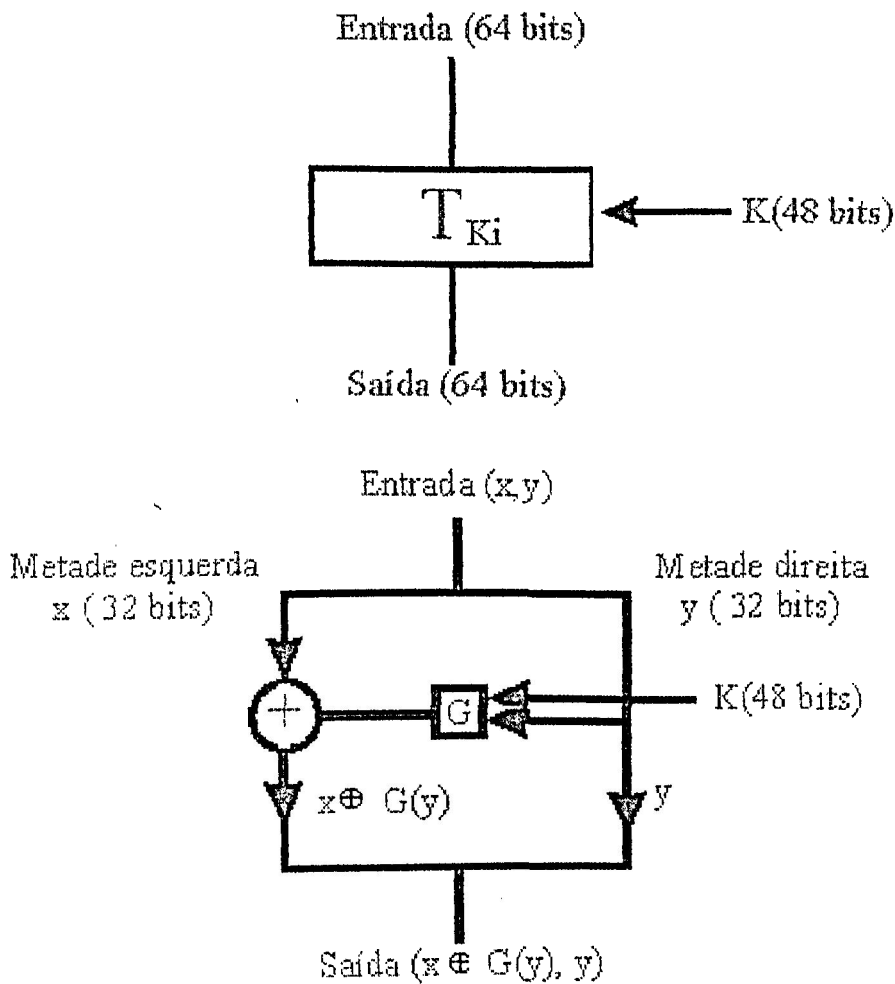 Entrada (64 bits)
T Ki
K(48 bits)
Saída (64 bits)
Entrada (x,y)
Metade esquerda
x ( 32 bits)
Metade direita
y ( 32 bits)
+
G
K(48 bits)
x⊕ G(y)
y
Saída (x ⊕ G(y), y)